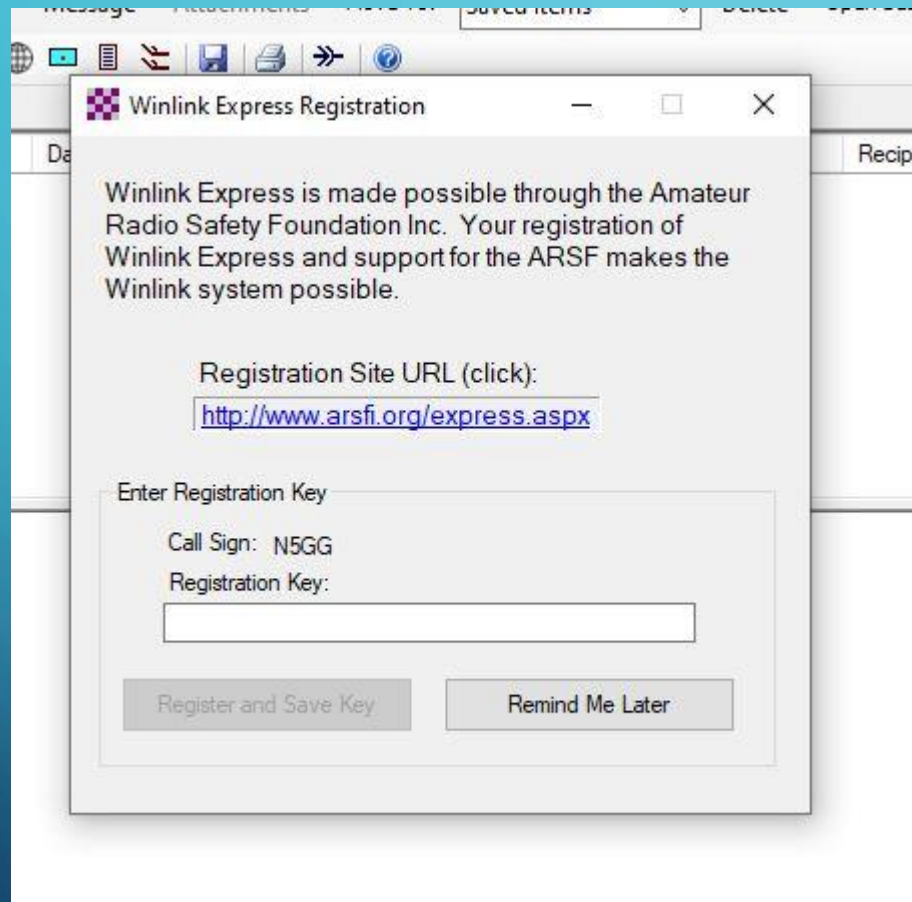 Message Attachments Saved Items Delete
Winlink Express Registration
Da
Recip
Winlink Express is made possible through the Amateur
Radio Safety Foundation Inc. Your registration of
Winlink Express and support for the ARSF makes the
Winlink system possible.
Registration Site URL (click):
http://www.arsfi.org/express.aspx
Enter Registration Key
Call Sign: N5GG
Registration Key:
Register and Save Key
Remind Me Later